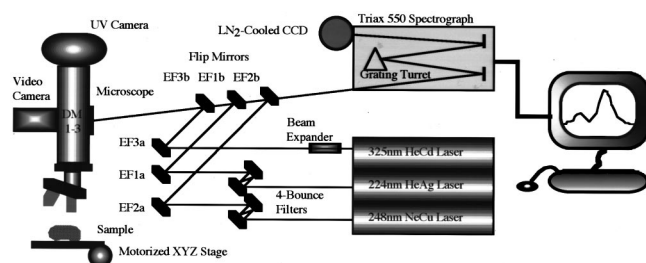 UV Camera
LN2-Cooled CCD
Triax 550 Spectrograph
Flip Mirrors
EF3b EF1b EF2b
Grating Turret
Video
Camera
Microscope
DM
1-3
Beam
Expander
EF3a
325nm HeCd Laser
EF1a
224nm HeAg Laser
4-Bounce
Filters
EF2a
248nm NeCu Laser
Sample
Motorized XYZ Stage